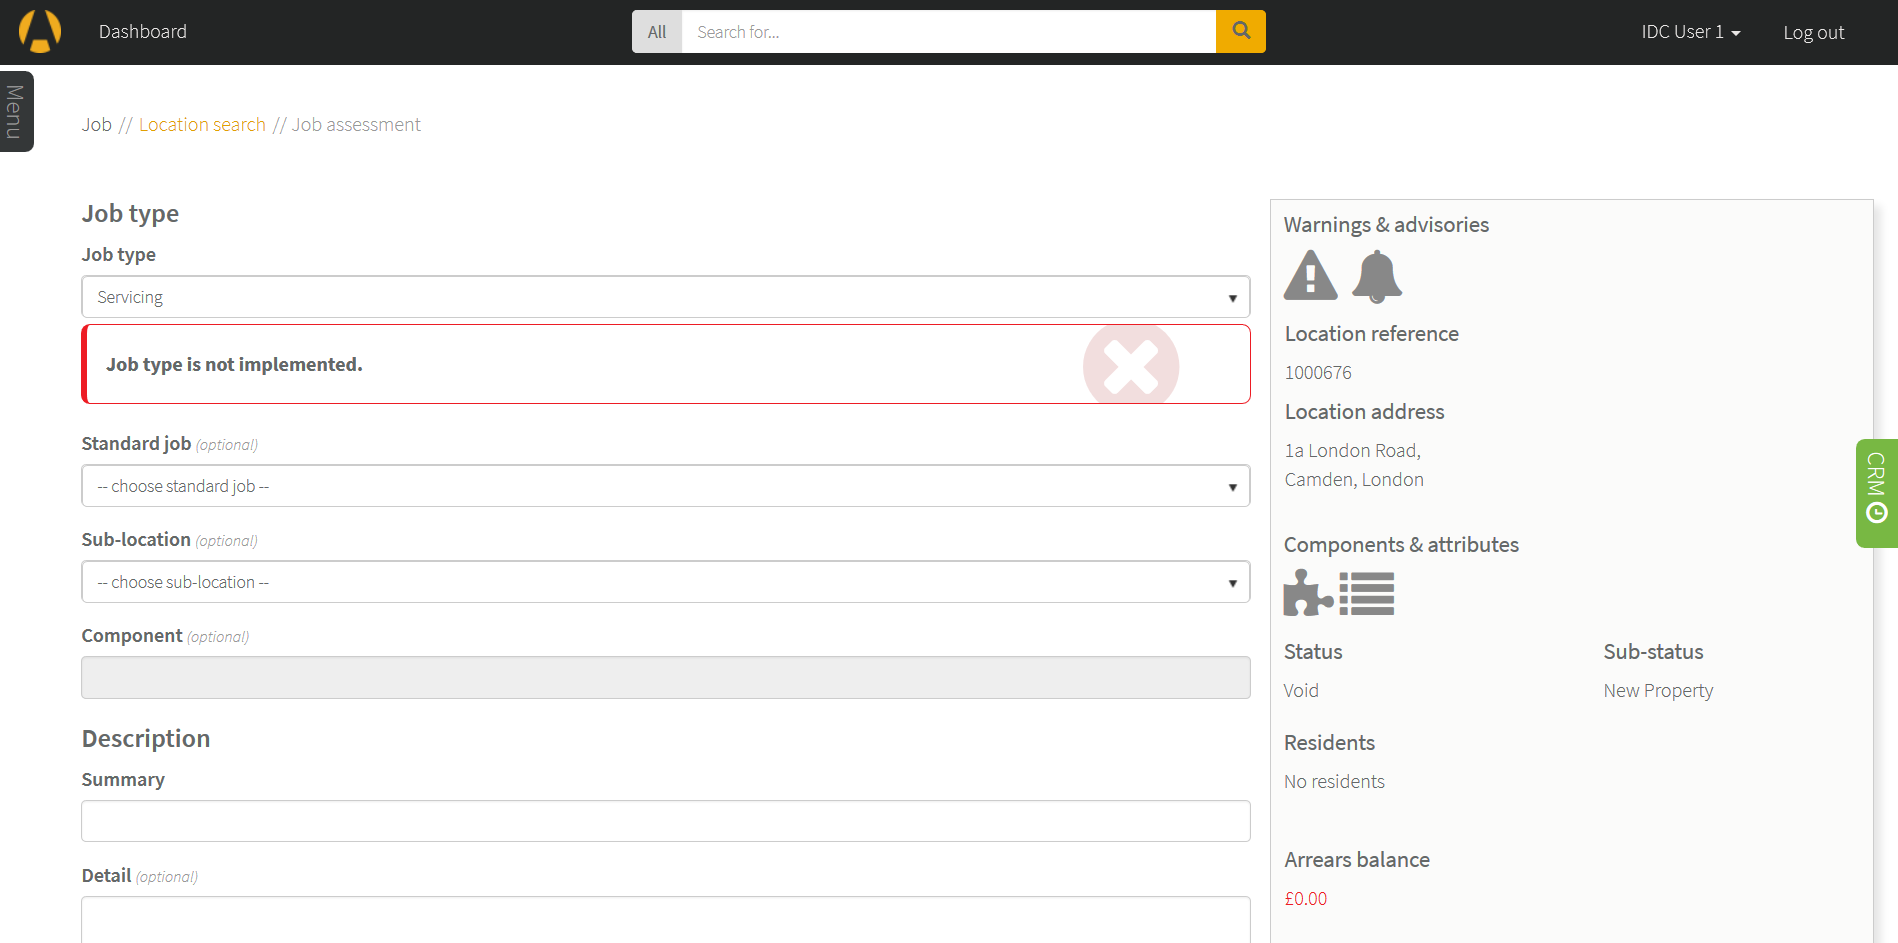 Dashboard
All
Search for...
IDC User 1
Log out
Menu
Job // Location search // Job assessment
Job type
Job type
Servicing
Job type is not implemented.
Standard job (optional)
-- choose standard job --
Sub-location (optional)
-- choose sub-location --
Component (optional)
Description
Summary
Detail (optional)
Warnings & advisories
Location reference
1000676
Location address
1a London Road,
Camden, London
Components & attributes
Status
Sub-status
Void
New Property
Residents
No residents
Arrears balance
£0.00
CRM